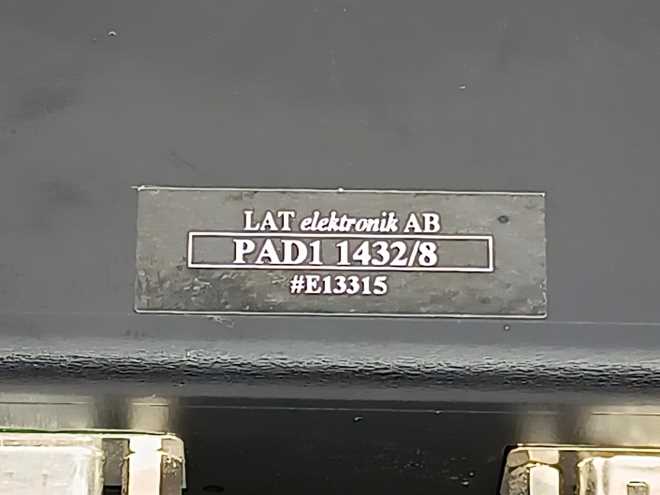 LAT elektronik AB
PAD1 1432/8
#E13315